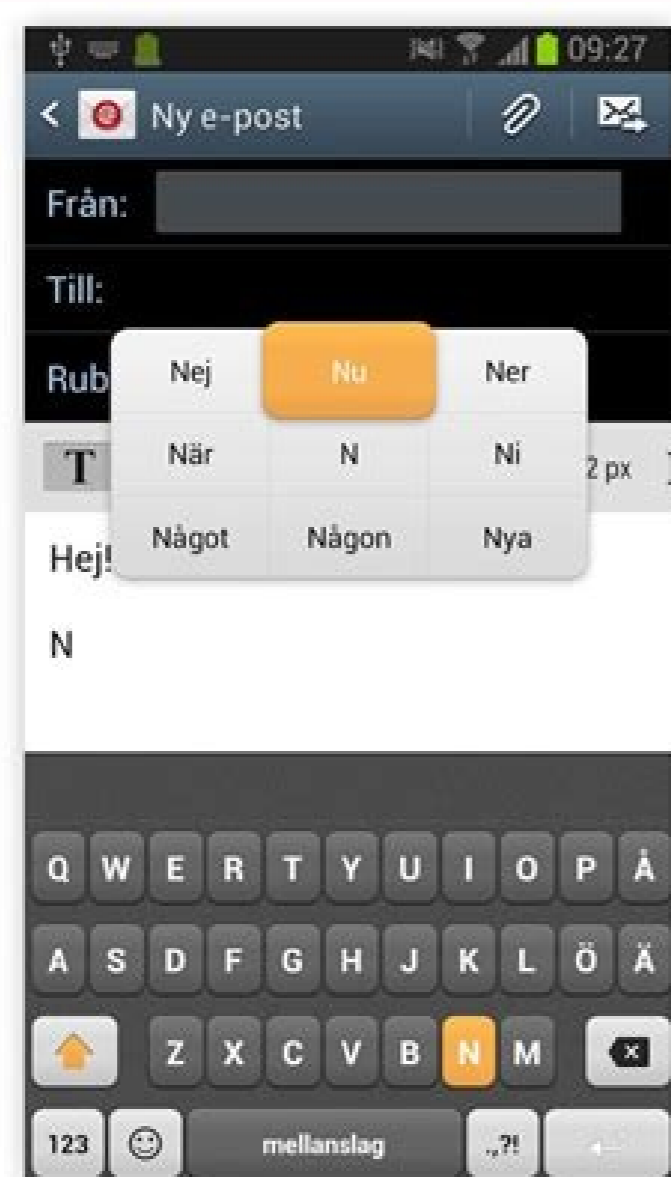 09:27
Ny e-post
Från:
Till:
Rub
Nej Nu Ner
När N Ni
Något Någon Nya
T 2 px
Hej!
N
Q W E R T Y U I O P Å
A S D F G H J K L Ö Ä
Z X C V B N M
123 mellanslag .,?!